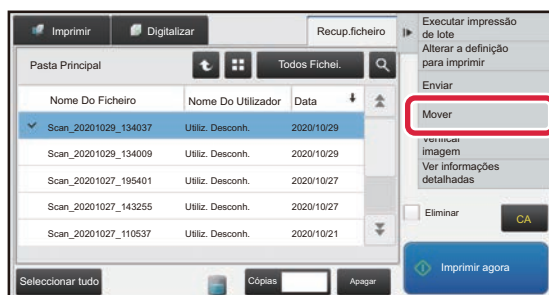 Imprimir
Digitalizar
Recup.ficheiro
Pasta Principal
Todos Fichei.
Nome Do Ficheiro
Nome Do Utilizador
Data
Scan_20201029_134037
Utiliz. Desconh.
2020/10/29
Scan_20201029_134009
Utiliz. Desconh.
2020/10/29
Scan_20201027_195401
Utiliz. Desconh.
2020/10/27
Scan_20201027_143255
Utiliz. Desconh.
2020/10/27
Scan_20201027_110537
Utiliz. Desconh.
2020/10/21
Seleccionar tudo
Cópias
Apagar
Executar impressão
de lote
Alterar a definição
para imprimir
Enviar
Mover
Verificar
imagem
Ver informações
detalhadas
Eliminar
CA
Imprimir agora